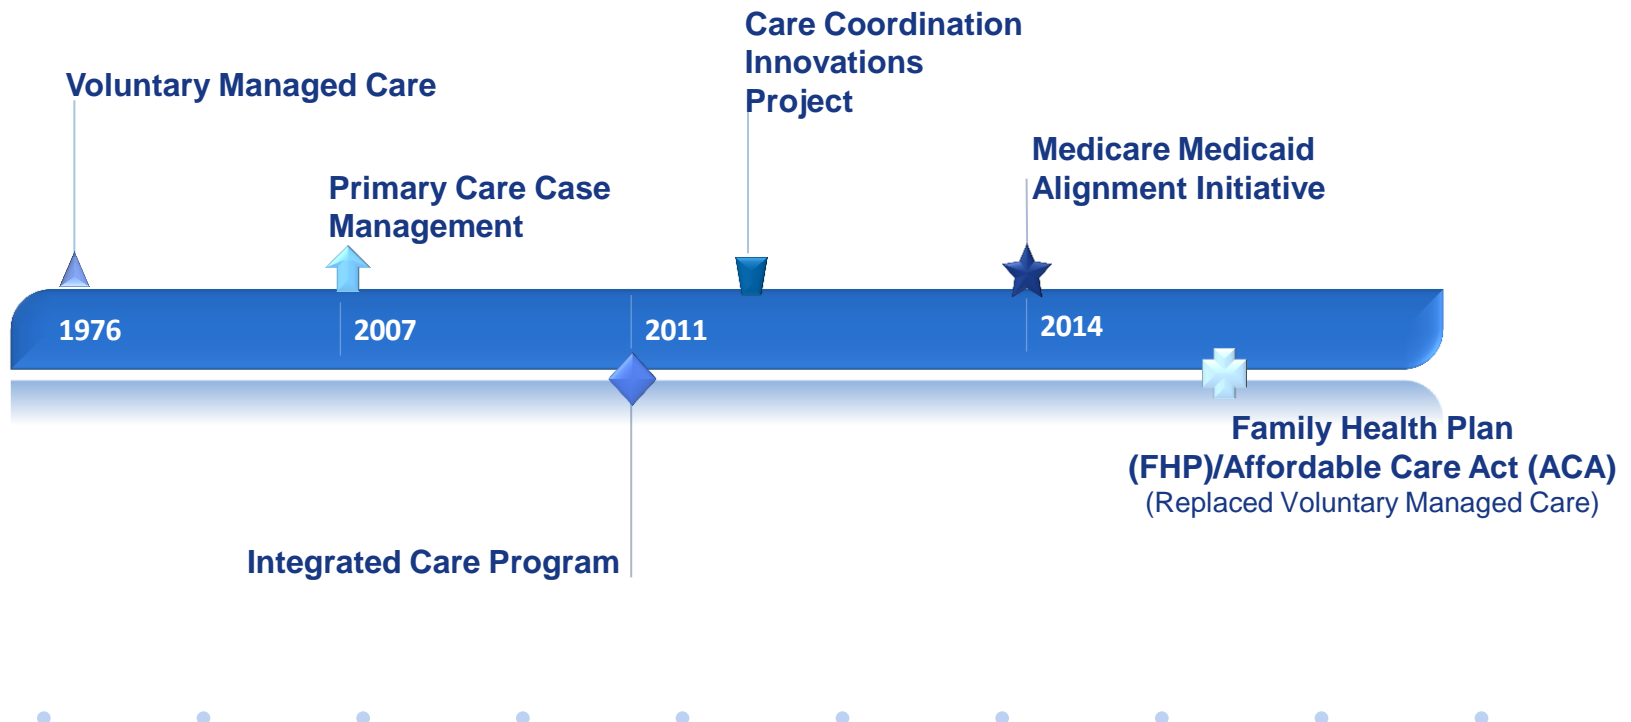 Care Coordination
Innovations
Project
Voluntary Managed Care
Medicare Medicaid
Alignment Initiative
Primary Care Case
Management
1976
2007
2011
2014
Family Health Plan
(FHP)/Affordable Care Act (ACA)
(Replaced Voluntary Managed Care)
Integrated Care Program